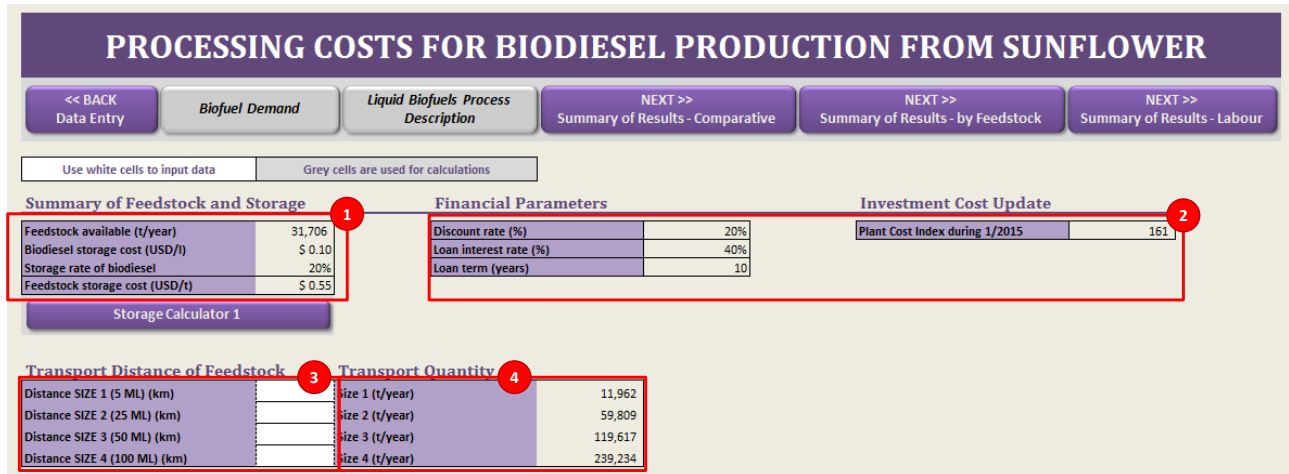 PROCESSING COSTS FOR BIODIESEL PRODUCTION FROM SUNFLOWER
<< BACK
Data Entry
Biofuel Demand
Liquid Biofuels Process
Description
NEXT >>
Summary of Results - Comparative
NEXT >>
Summary of Results - by Feedstock
NEXT >>
Summary of Results - Labour
Use white cells to input data
Grey cells are used for calculations
Summary of Feedstock and Storage
1
Feedstock available (t/year) 31,706
Biodiesel storage cost (USD/l) $ 0.10
Storage rate of biodiesel 20%
Feedstock storage cost (USD/t) $ 0.55
Storage Calculator 1
Financial Parameters
Discount rate (%) 20%
Loan interest rate (%) 40%
Loan term (years) 10
Investment Cost Update
2
Plant Cost Index during 1/2015 161
Transport Distance of Feedstock
3
Distance SIZE 1 (5 ML) (km)
Distance SIZE 2 (25 ML) (km)
Distance SIZE 3 (50 ML) (km)
Distance SIZE 4 (100 ML) (km)
Transport Quantity
4
Size 1 (t/year) 11,962
Size 2 (t/year) 59,809
Size 3 (t/year) 119,617
Size 4 (t/year) 239,234